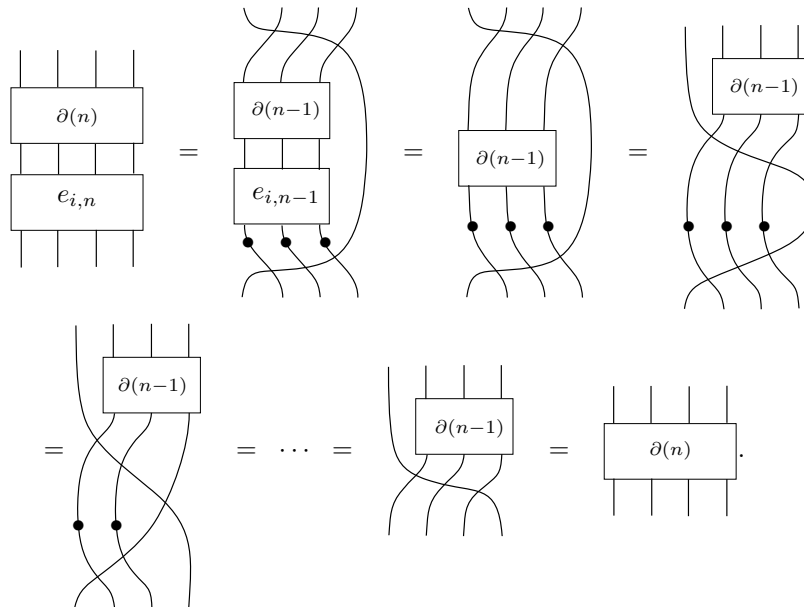 ∂(n) = ∂(n−1) = ∂(n−1) = ∂(n−1)
e_{i,n} e_{i,n−1}
= ∂(n−1) = ⋯ = ∂(n−1) = ∂(n).